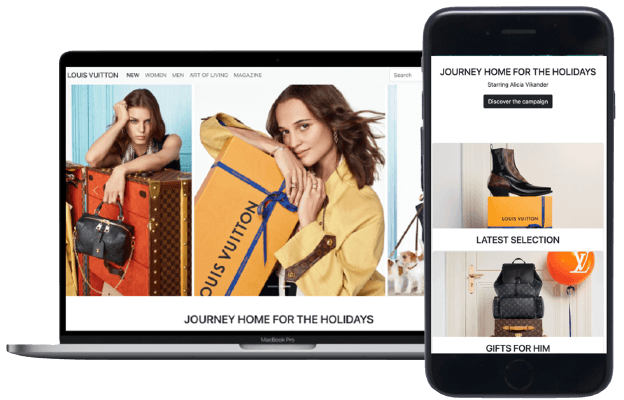 LOUIS VUITTON NEW WOMEN MEN ART OF LIVING MAGAZINE Search
LOUIS VUITTON
JOURNEY HOME FOR THE HOLIDAYS
MacBook Pro
JOURNEY HOME FOR THE HOLIDAYS
Starring Alicia Vikander
Discover the campaign
LOUIS VUITTON
LATEST SELECTION
LV
GIFTS FOR HIM